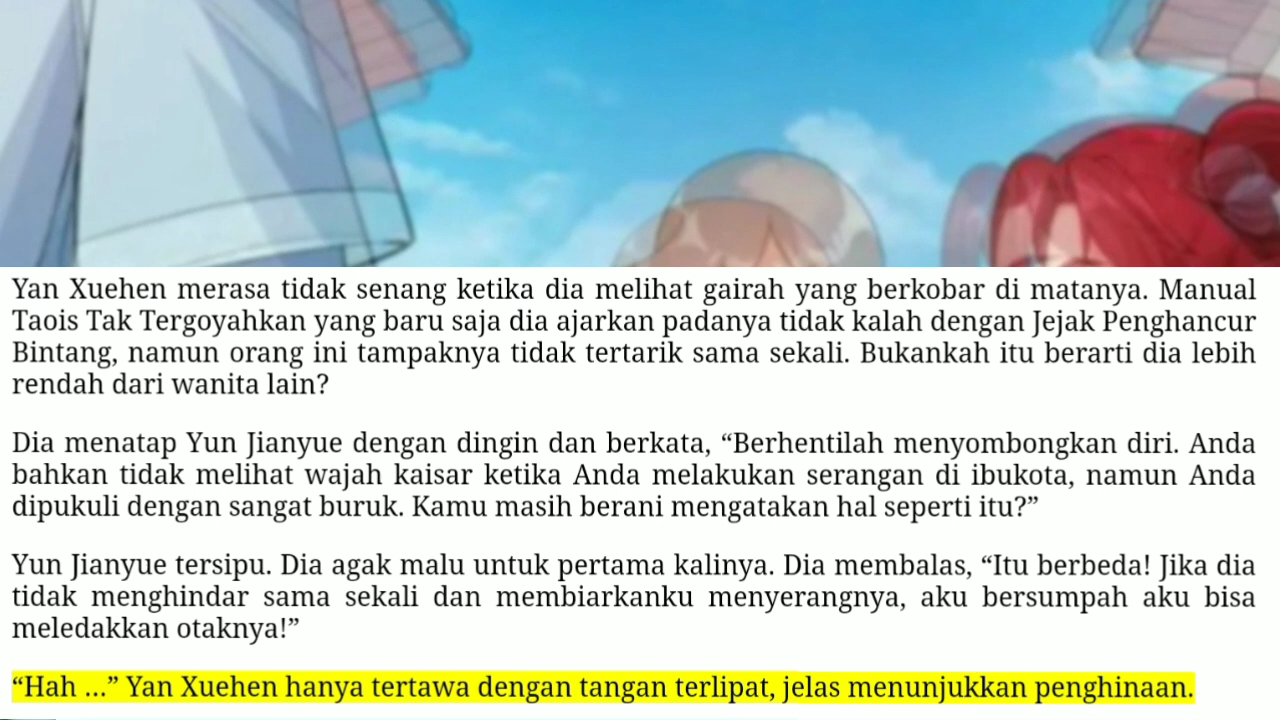 Yan Xuehen merasa tidak senang ketika dia melihat gairah yang berkobar di matanya. Manual
Taois Tak Tergoyahkan yang baru saja dia ajarkan padanya tidak kalah dengan Jejak Penghancur
Bintang, namun orang ini tampaknya tidak tertarik sama sekali. Bukankah itu berarti dia lebih
rendah dari wanita lain?
Dia menatap Yun Jianyue dengan dingin dan berkata, “Berhentilah menyombongkan diri. Anda
bahkan tidak melihat wajah kaisar ketika Anda melakukan serangan di ibukota, namun Anda
dipukuli dengan sangat buruk. Kamu masih berani mengatakan hal seperti itu?”
Yun Jianyue tersipu. Dia agak malu untuk pertama kalinya. Dia membalas, “Itu berbeda! Jika dia
tidak menghindar sama sekali dan membiarkanku menyerangnya, aku bersumpah aku bisa
meledakkan otaknya!”
“Hah ...” Yan Xuehen hanya tertawa dengan tangan terlipat, jelas menunjukkan penghinaan.